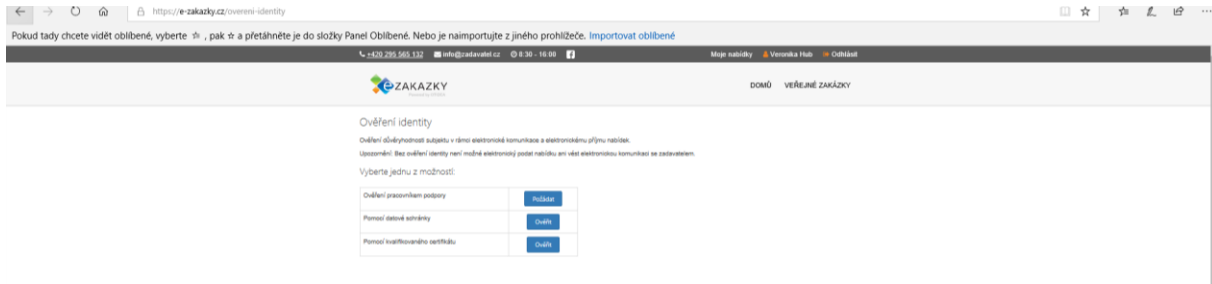 https://e-zakazky.cz/overeni-identity
Pokud tady chcete vidět oblíbené, vyberte , pak ☆ a přetáhněte je do složky Panel Oblíbené. Nebo je naimportujte z jiného prohlížeče. Importovat oblíbené
+420 295 565 132 info@zadavatel.cz 8:30 - 16:00 Moje nabídky Veronika Hub Odhlásit
eZAKAZKY DOMŮ VEŘEJNÉ ZAKÁZKY
Ověření identity
Ověření důvěryhodnosti subjektu v rámci elektronické komunikace a elektronickému příjmu nabídek.
Upozornění: Bez ověření identity není možné elektronický podat nabídku ani vést elektronickou komunikaci se zadavatelem.
Vyberte jednu z možností:
Ověření pracovníkem podpory Požádat
Pomocí datové schránky Ověřit
Pomocí kvalifikovaného certifikátu Ověřit